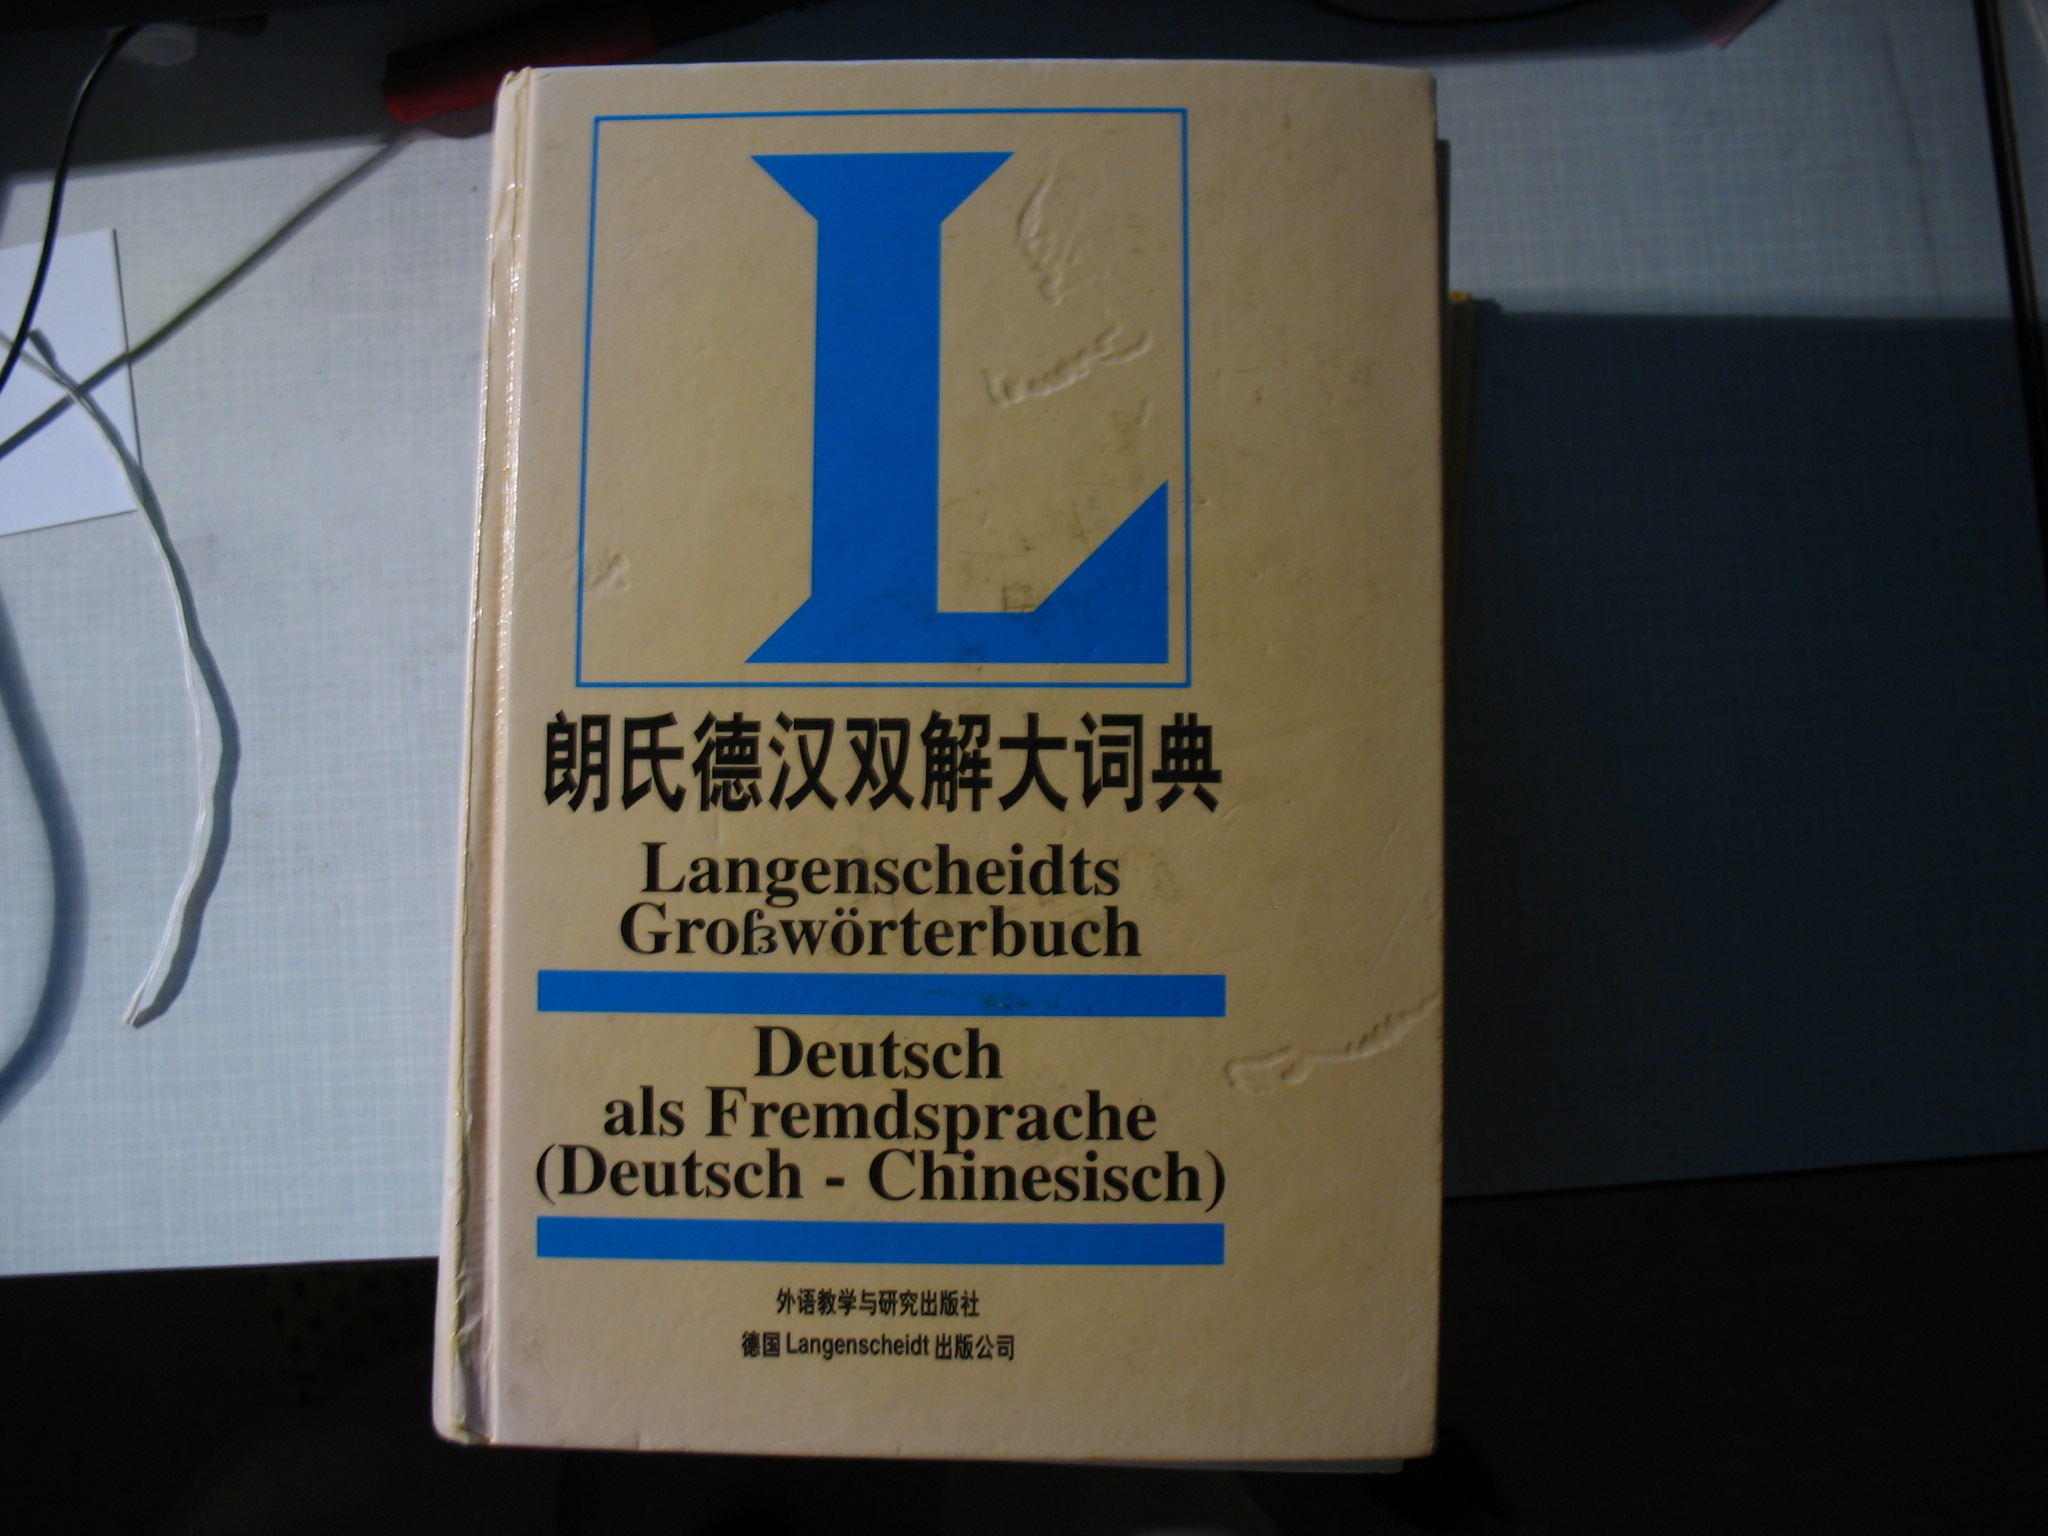 L
朗氏德汉双解大词典
Langenscheidts
Großwörterbuch
Deutsch
als Fremdsprache
(Deutsch - Chinesisch)
外语教学与研究出版社
德国 Langenscheidt 出版公司